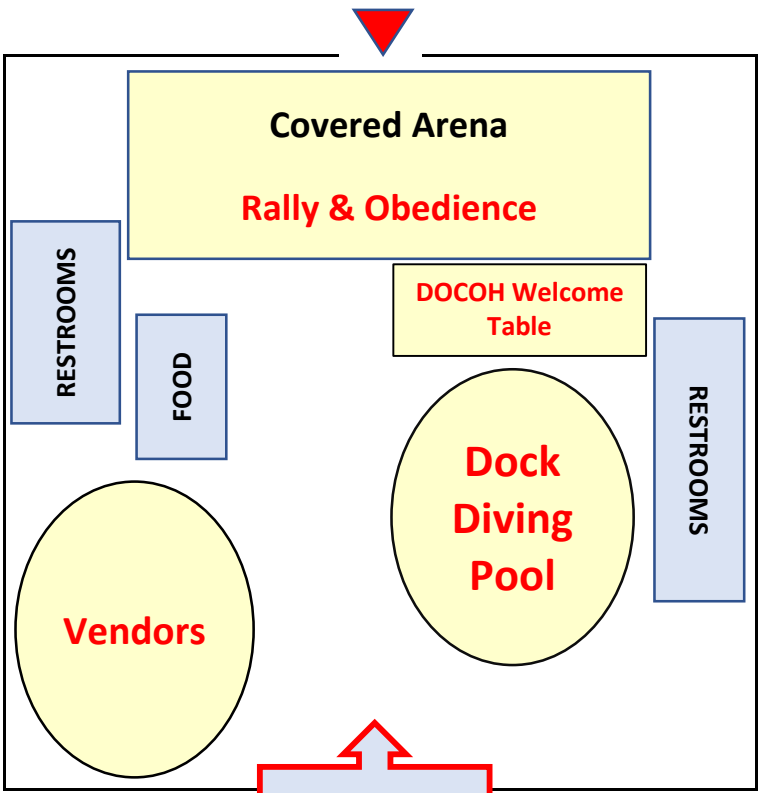 Covered Arena
Rally & Obedience
DOCOH Welcome
Table
RESTROOMS
FOOD
RESTROOMS
Dock
Diving
Pool
Vendors